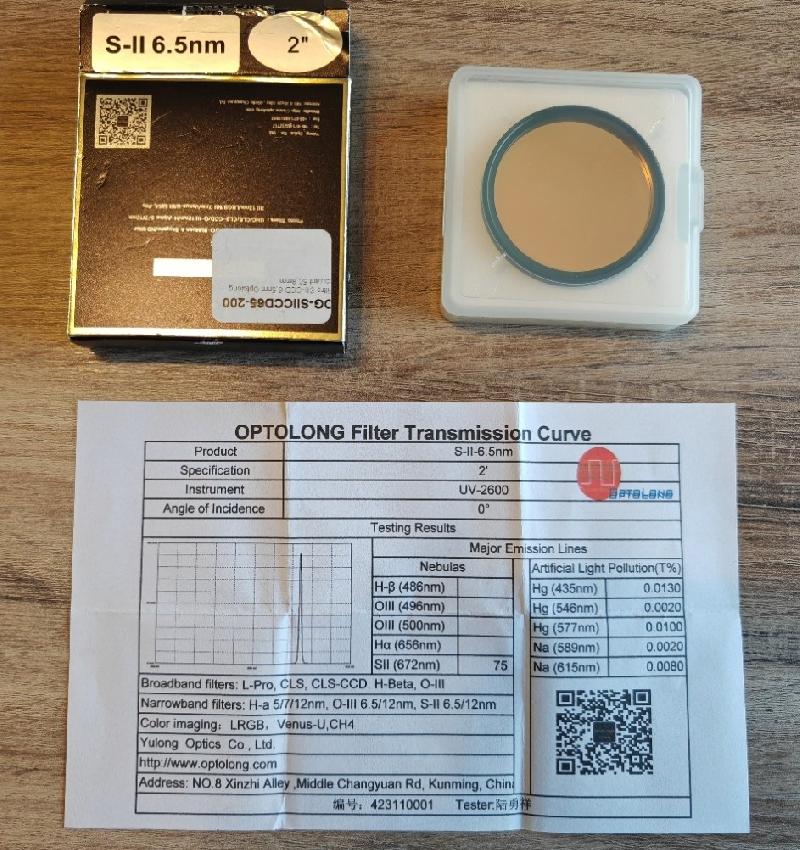 S-II 6.5nm
2"
OG-SIICCD65-200
OPTOLONG Filter Transmission Curve
Product S-II-6.5nm
Specification 2'
Instrument UV-2600
Angle of Incidence 0°
OPTOLONG
Testing Results
Major Emission Lines
Nebulas Artificial Light Pollution(T%)
H-β (486nm) Hg (435nm) 0.0130
OIII (496nm) Hg (546nm) 0.0020
OIII (500nm) Hg (577nm) 0.0100
Hα (656nm) Na (589nm) 0.0020
SII (672nm) 75 Na (615nm) 0.0080
Broadband filters: L-Pro, CLS, CLS-CCD H-Beta, O-III
Narrowband filters: H-a 5/7/12nm, O-III 6.5/12nm, S-II 6.5/12nm
Color imaging: LRGB, Venus-U,CH4
Yulong Optics Co., Ltd.
http://www.optolong.com
Address: NO.8 Xinzhi Alley ,Middle Changyuan Rd, Kunming, China
编号: 423110001 Tester:陆勇祥